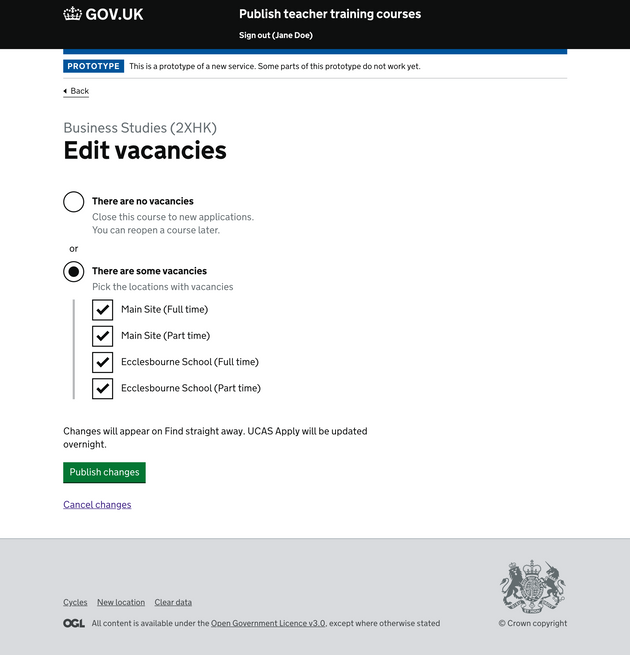 GOV.UK
Publish teacher training courses
Sign out (Jane Doe)
PROTOTYPE This is a prototype of a new service. Some parts of this prototype do not work yet.
Back
Business Studies (2XHK)
Edit vacancies
There are no vacancies
Close this course to new applications.
You can reopen a course later.
or
There are some vacancies
Pick the locations with vacancies
Main Site (Full time)
Main Site (Part time)
Ecclesbourne School (Full time)
Ecclesbourne School (Part time)
Changes will appear on Find straight away. UCAS Apply will be updated
overnight.
Publish changes
Cancel changes
Cycles New location Clear data
OGL All content is available under the Open Government Licence v3.0, except where otherwise stated
© Crown copyright